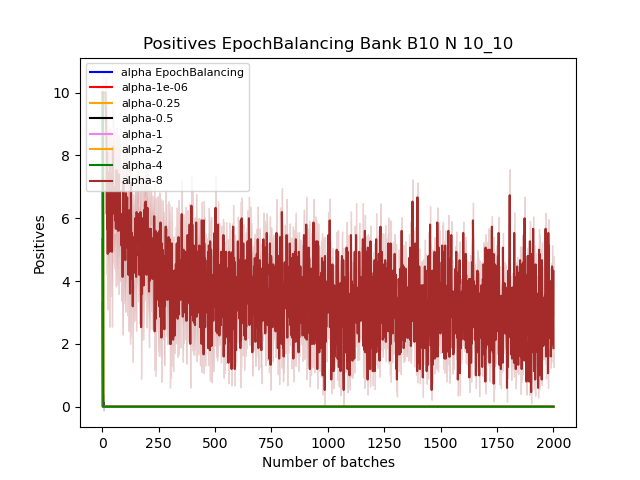 Positives EpochBalancing Bank B10 N 10_10
alpha EpochBalancing
alpha-1e-06
alpha-0.25
alpha-0.5
alpha-1
alpha-2
alpha-4
alpha-8
Positives
10
8
6
4
2
0
0 250 500 750 1000 1250 1500 1750 2000
Number of batches